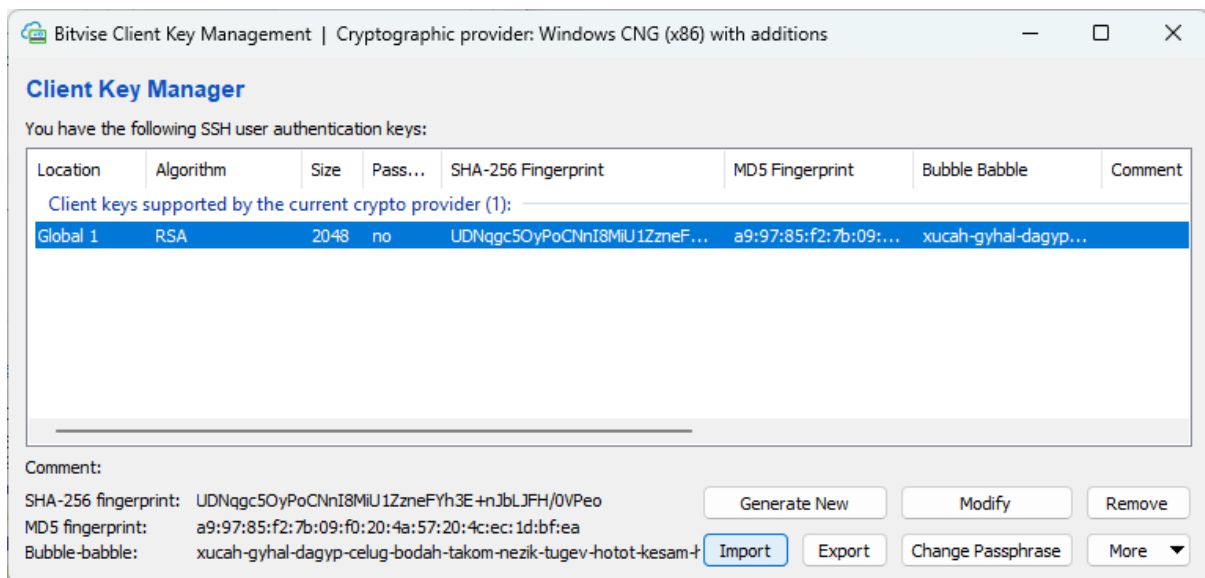 Bitvise Client Key Management | Cryptographic provider: Windows CNG (x86) with additions
Client Key Manager
You have the following SSH user authentication keys:
Location Algorithm Size Pass... SHA-256 Fingerprint MD5 Fingerprint Bubble Babble Comment
Client keys supported by the current crypto provider (1):
Global 1 RSA 2048 no UDNqgc5OyPoCNnI8MiU1ZzneF... a9:97:85:f2:7b:09:... xucah-gyhal-dagyp...
Comment:
SHA-256 fingerprint: UDNqgc5OyPoCNnI8MiU1ZzneFYh3E+nJbLJFH/0VPeo
Generate New Modify Remove
MD5 fingerprint: a9:97:85:f2:7b:09:f0:20:4a:57:20:4c:ec:1d:bf:ea
Bubble-babble: xucah-gyhal-dagyp-celug-bodah-takom-nezik-tugev-hotot-kesam-
Import Export Change Passphrase More